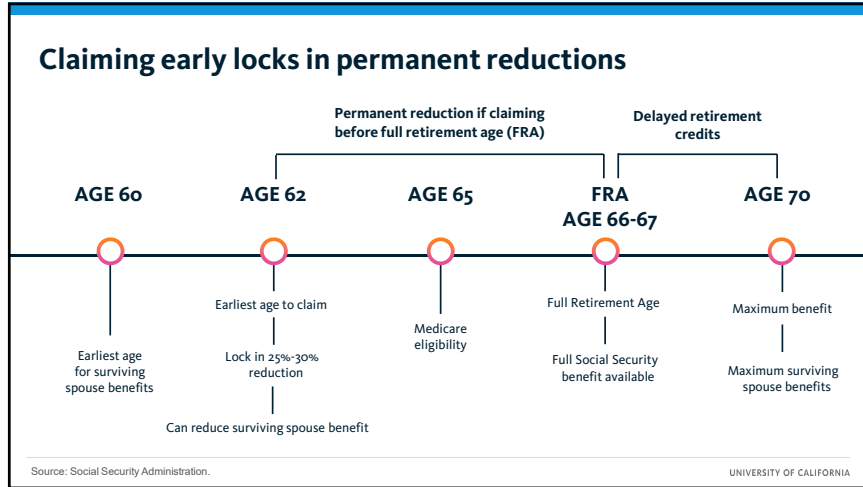 Claiming early locks in permanent reductions
Permanent reduction if claiming
before full retirement age (FRA)
Delayed retirement
credits
AGE 60
AGE 62
AGE 65
FRA
AGE 66-67
AGE 70
Earliest age
for surviving
spouse benefits
Earliest age to claim
Lock in 25%-30%
reduction
Can reduce surviving spouse benefit
Medicare
eligibility
Full Retirement Age
Full Social Security
benefit available
Maximum benefit
Maximum surviving
spouse benefits
Source: Social Security Administration.
UNIVERSITY OF CALIFORNIA